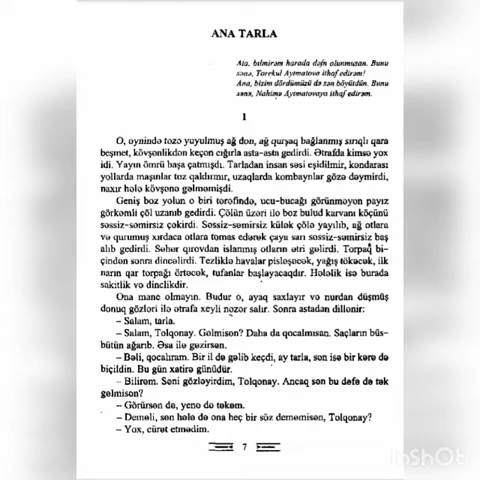 ANA TARLA
Ata, bilmirəm harada dəfn olunmusan. Bunu
sənə, Torekul Aytmatova ithaf edirəm!
Ana, bizim dördümüzü də sən böyütdün. Bunu
sənə, Nahimə Aytmatovaya ithaf edirəm.
1
O, əynində təzə yuyulmuş ağ don, ağ qurşaq bağlanmış sırıqlı qara
beşmet, kövşənlikdən keçən cığırla asta-asta gedirdi. Ətrafda kimsə yox
idi. Yayın ömrü başa çatmışdı. Tarladan insan səsi eşidilmir, kəndarası
yollarda maşınlar toz qaldırmır, uzaqlarda kombaynlar gözə dəymirdi,
naxır hələ kövşənə gəlməmişdi.
Geniş boz yolun o biri tərəfində, ucu-bucağı görünməyən payız
görkəmli çöl uzanıb gedirdi. Çölün üzəri ilə boz bulud karvanı köçünü
səssiz-səmirsiz çəkirdi. Səssiz-səmirsiz külək çölə yayılıb, ağ otlara
və qurumuş xırdaca otlara təmas edərək çaya sarı səssiz-səmirsiz baş
alıb gedirdi. Səhər qırovdan islanmış otların ətri gəlirdi. Torpaq bi-
çindən sonra dincəlirdi. Tezliklə havalar pisləşəcək, yağış tökəcək, ilk
narın qar torpağı örtəcək, tufanlar başlayacaqdır. Hələlik isə burada
sakitlik və dinclikdir.
Ona mane olmayın. Budur o, ayaq saxlayır və nurdan düşmüş
donuq gözləri ilə ətrafa xeyli nəzər salır. Sonra astadan dillənir:
– Salam, tarla.
– Salam, Tolqonay. Gəlmisən? Daha da qocalmısan. Saçların büs-
bütün ağarıb. Əsa ilə gəzirsən.
– Bəli, qocalıram. Bir il də gəlib keçdi, ay tarla, sən isə bir kərə də
biçildin. Bu gün xatirə günüdür.
– Bilirəm. Səni gözləyirdim, Tolqonay. Ancaq sən bu dəfə də tək
gəlmisən?
– Görürsən də, yenə də təkəm.
– Deməli, sən hələ də ona heç bir söz deməmisən, Tolqonay?
– Yox, cürət etmədim.
7
InShOt